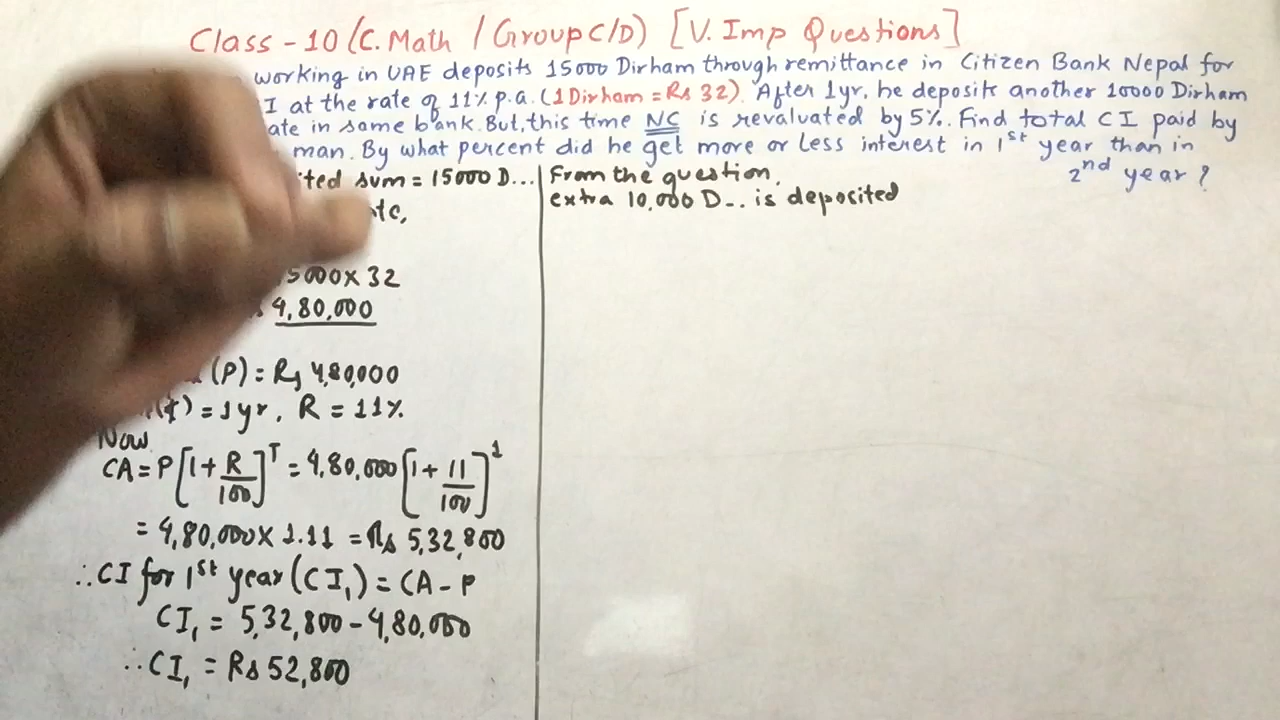 Class - 10 (C. Math / Group C/D) [V. Imp Questions]
working in UAE deposits 15000 Dirham through remittance in Citizen Bank Nepal for
I at the rate of 11% p.a. (1 Dirham = Rs 32). After 1yr, he deposits another 10000 Dirham
ate in same bank. But, this time NC is revaluated by 5%. Find total CI paid by
man. By what percent did he get more or less interest in 1st year than in
2nd year?
ited sum = 15000 D...
5000 x 32
4,80,000
(P) = Rs 4,80,000
(t) = 1yr, R = 11%
Now
CA = P[1 + R/100]^T = 4,80,000 [1 + 11/100]^1
= 4,80,000 x 1.11 = Rs 5,32,800
∴ CI for 1st year (CI₁) = CA - P
CI₁ = 5,32,800 - 4,80,000
∴ CI₁ = Rs 52,800
From the question,
extra 10,000 D... is deposited